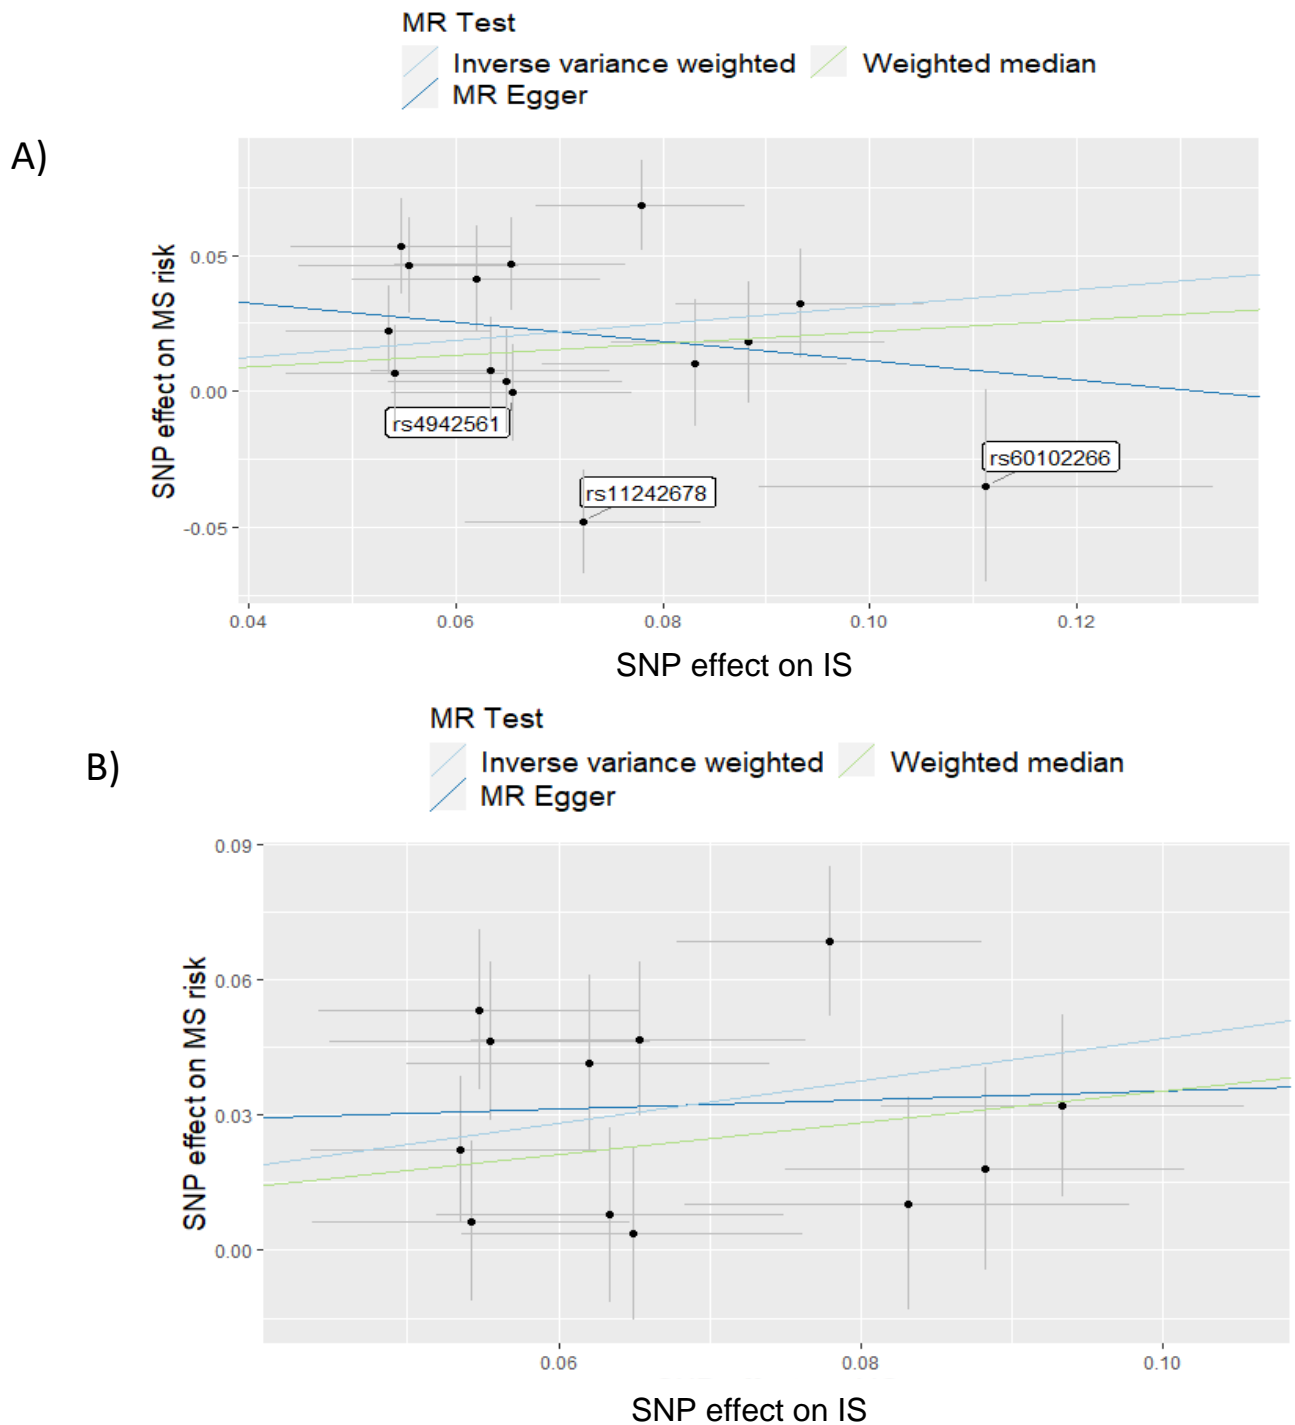 MR Test
Inverse variance weighted
Weighted median
MR Egger
A)
SNP effect on MS risk
0.05
0.00
-0.05
rs4942561
rs11242678
rs60102266
0.04
0.06
0.08
0.10
0.12
SNP effect on IS
MR Test
B)
Inverse variance weighted
Weighted median
MR Egger
SNP effect on MS risk
0.09
0.06
0.03
0.00
0.06
0.08
0.10
SNP effect on IS